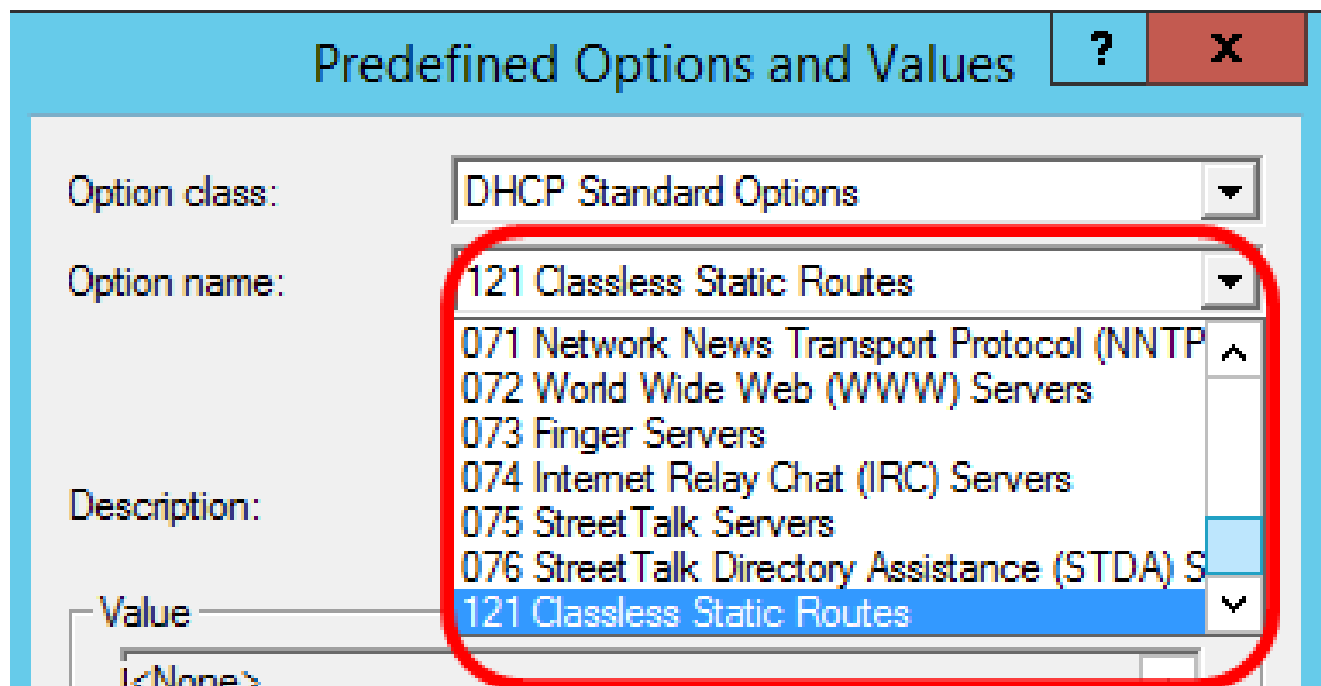 Predefined Options and Values ? x
Option class: DHCP Standard Options
Option name: 121 Classless Static Routes
071 Network News Transport Protocol (NNTP
072 World Wide Web (WWW) Servers
073 Finger Servers
074 Internet Relay Chat (IRC) Servers
Description:
075 StreetTalk Servers
076 StreetTalk Directory Assistance (STDA) S
Value
121 Classless Static Routes
<None>